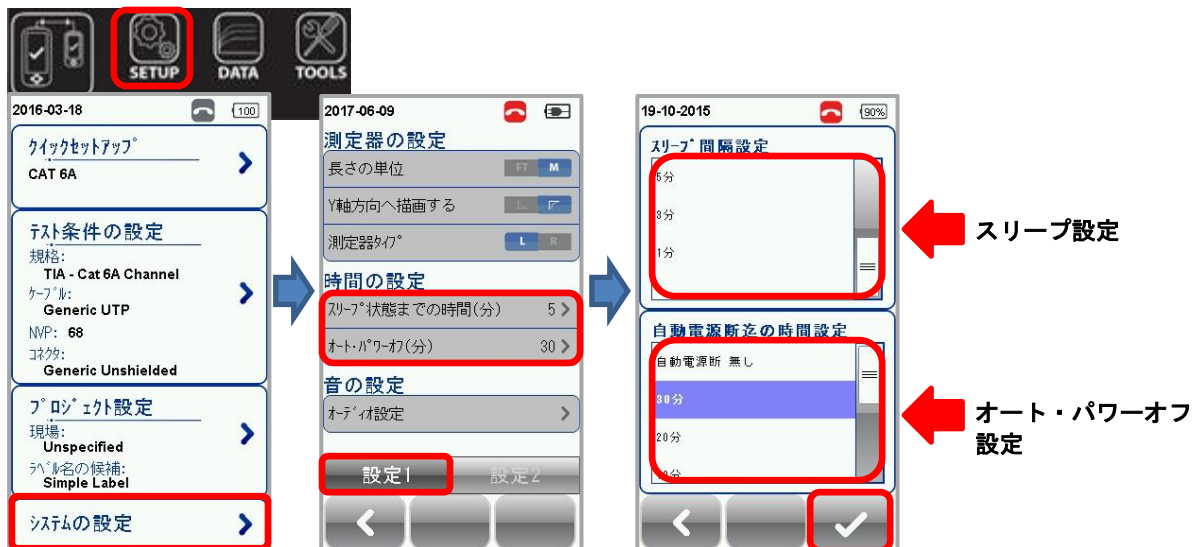 SETUP
DATA
TOOLS
2016-03-18
100
クイックセットアップ
CAT 6A
テスト条件の設定
規格:
TIA - Cat 6A Channel
ケーブル:
Generic UTP
NVP: 68
コネクタ:
Generic Unshielded
プロジェクト設定
現場:
Unspecified
ラベル名の候補:
Simple Label
システムの設定
2017-06-09
測定器の設定
長さの単位
FT M
Y軸方向へ描画する
測定器タイプ
L R
時間の設定
スリープ状態までの時間(分) 5
オート・パワーオフ(分) 30
音の設定
オーディオ設定
設定1
設定2
19-10-2015
90%
スリープ間隔設定
5分
3分
1分
自動電源断迄の時間設定
自動電源断 無し
30分
20分
スリープ設定
オート・パワーオフ
設定